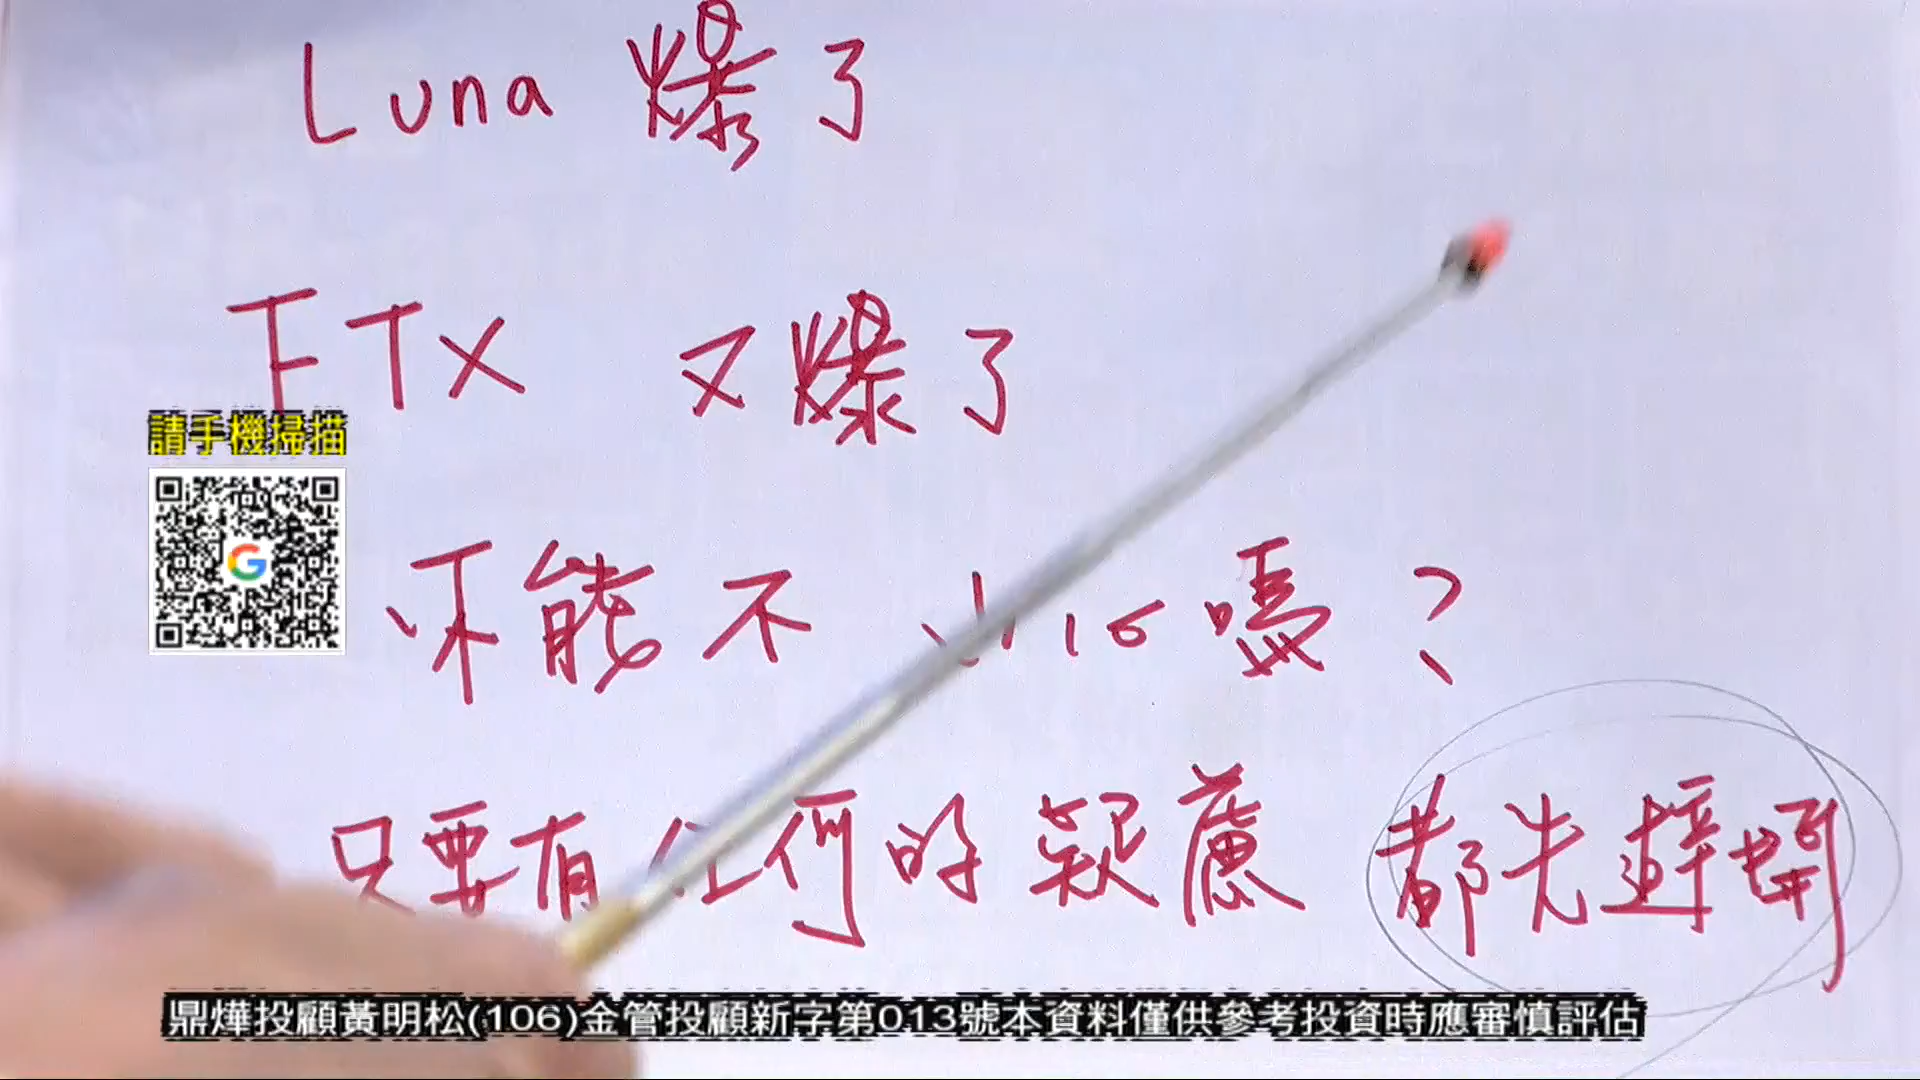 Luna 爆了
FTX 又爆了
請手機掃描
你能不小心嗎?
只要有任何的疑慮 都先避開
鼎燁投顧黃明松(106)金管投顧新字第013號本資料僅供參考投資時應審慎評估